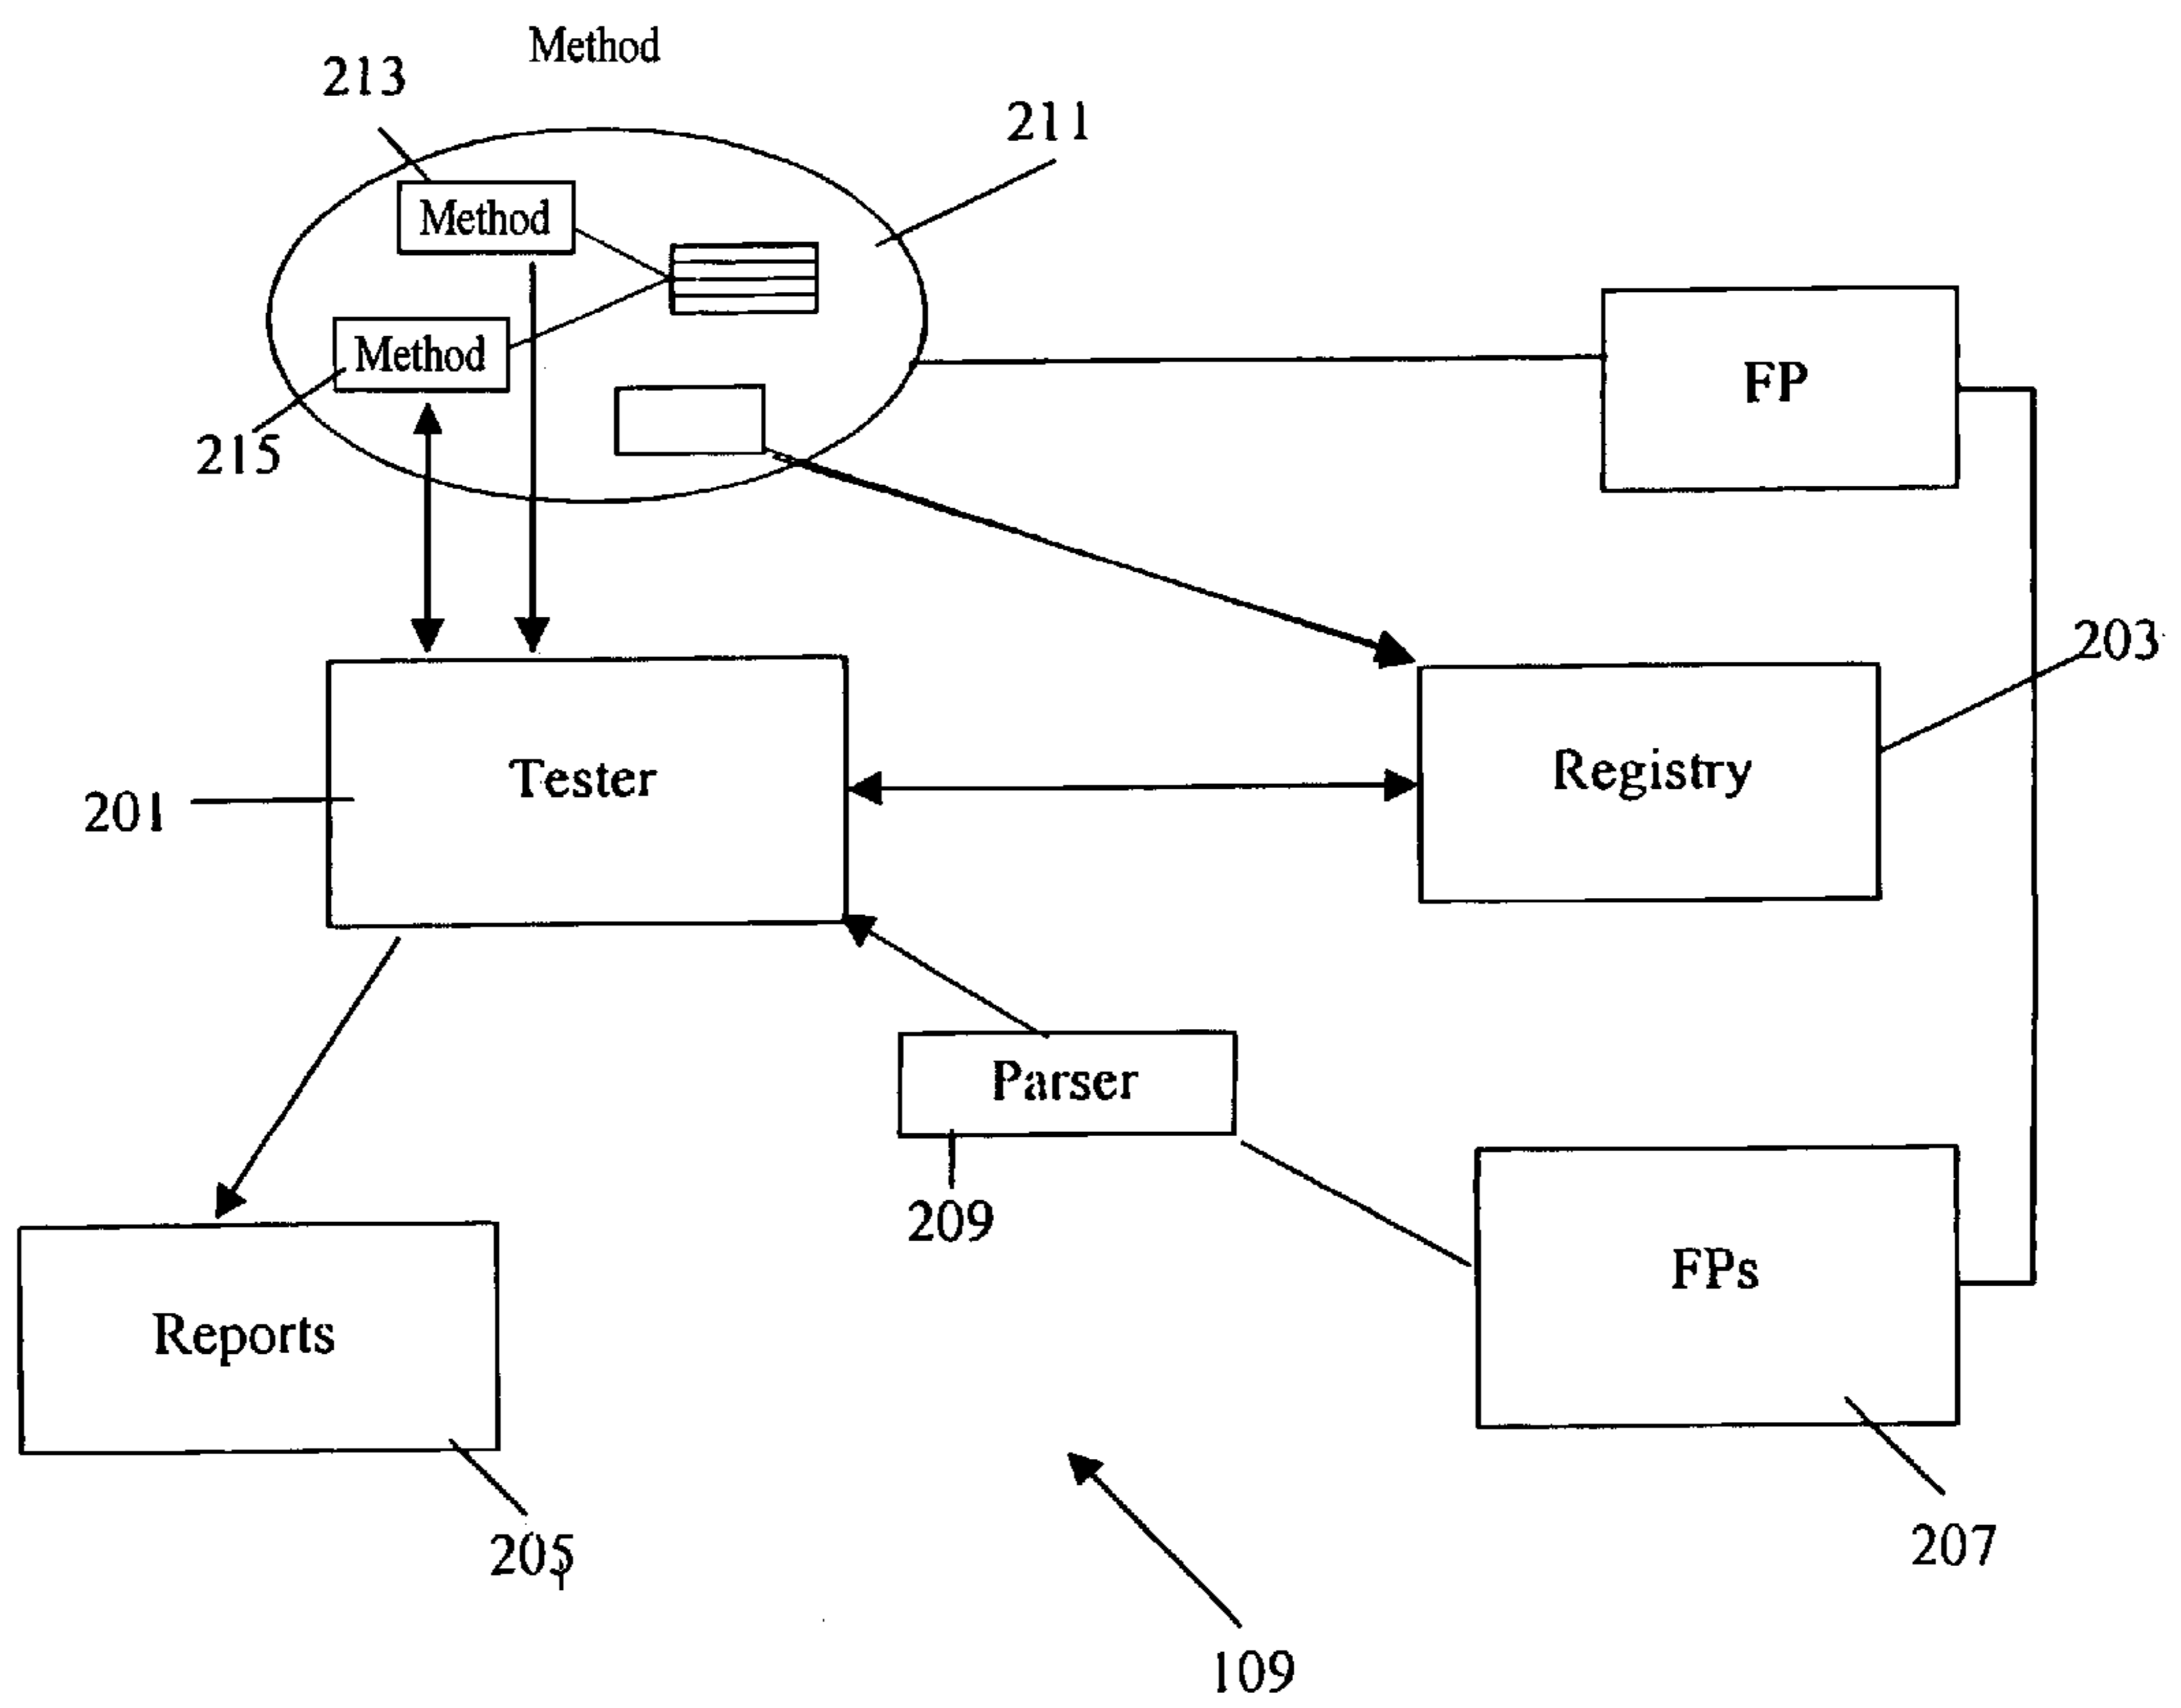 Method
213
211
Method
Method
FP
215
203
Registry
Tester
201
Parser
209
FPs
Reports
207
205
109